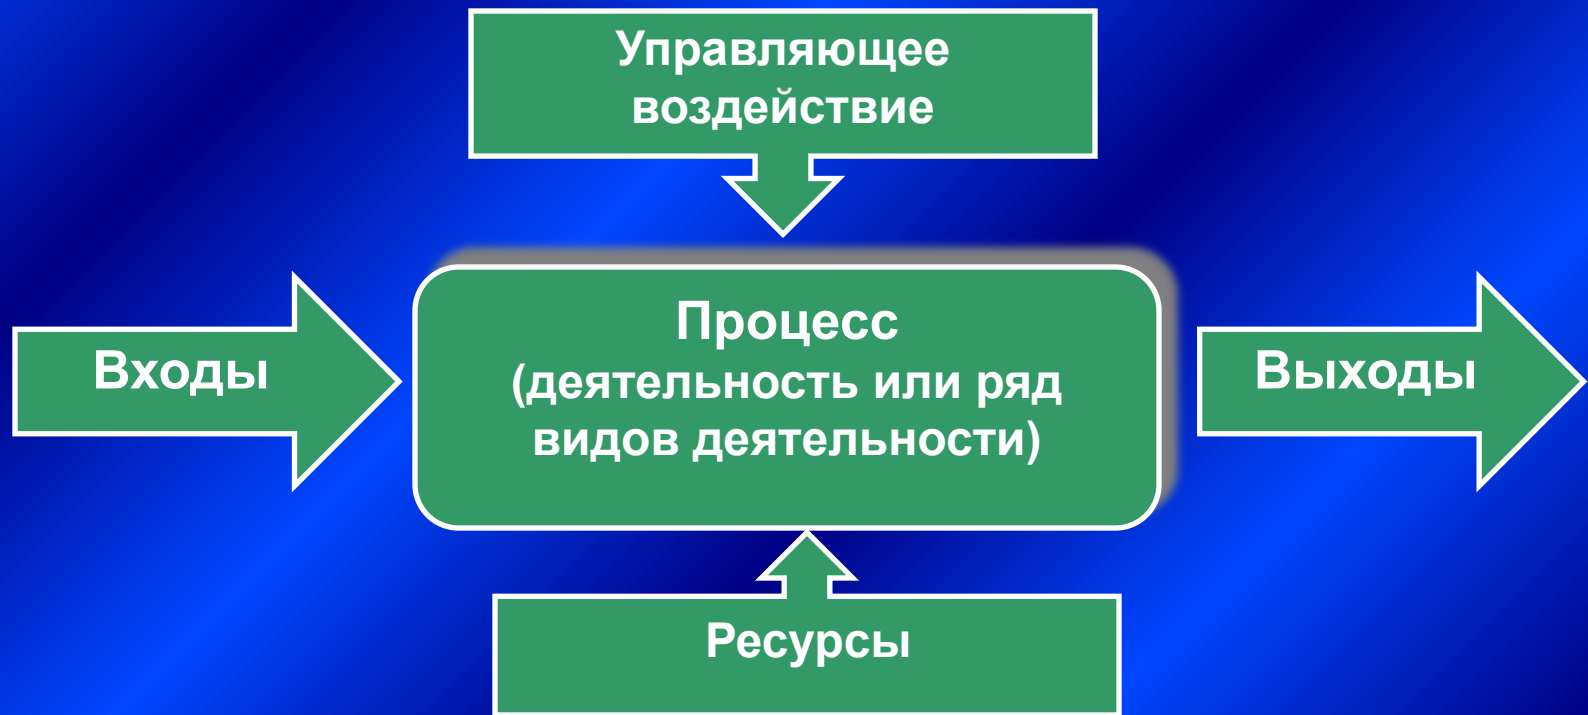 Управляющее
воздействие
Входы
Процесс
(деятельность или ряд
видов деятельности)
Выходы
Ресурсы